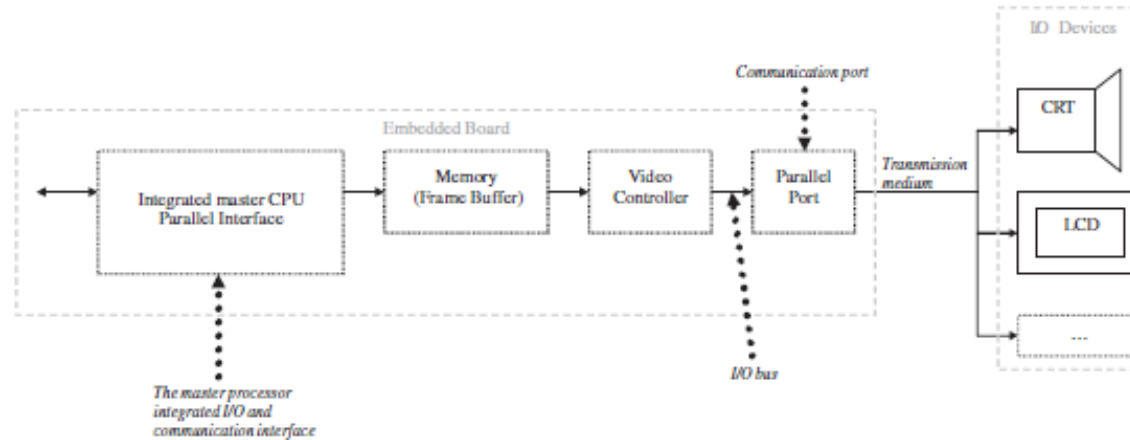 I/O Devices
Communication port
CRT
Embedded Board
Integrated master CPU
Parallel Interface
Memory
(Frame Buffer)
Video
Controller
Parallel
Port
Transmission
medium
LCD
...
I/O bus
The master processor
integrated I/O and
communication interface